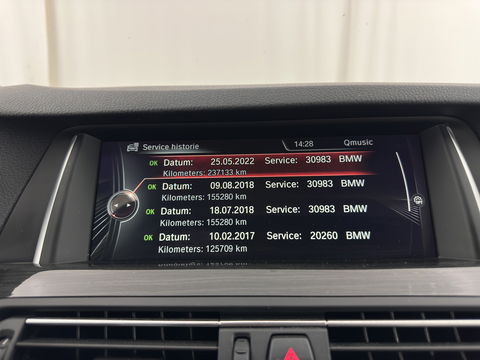 Service historie 14:28 Qmusic
OK Datum: 25.05.2022 Service: 30983 BMW
Kilometers: 237133 km
OK Datum: 09.08.2018 Service: 30983 BMW
Kilometers: 155280 km
OK Datum: 18.07.2018 Service: 30983 BMW
Kilometers: 155280 km
OK Datum: 10.02.2017 Service: 20260 BMW
Kilometers: 125709 km